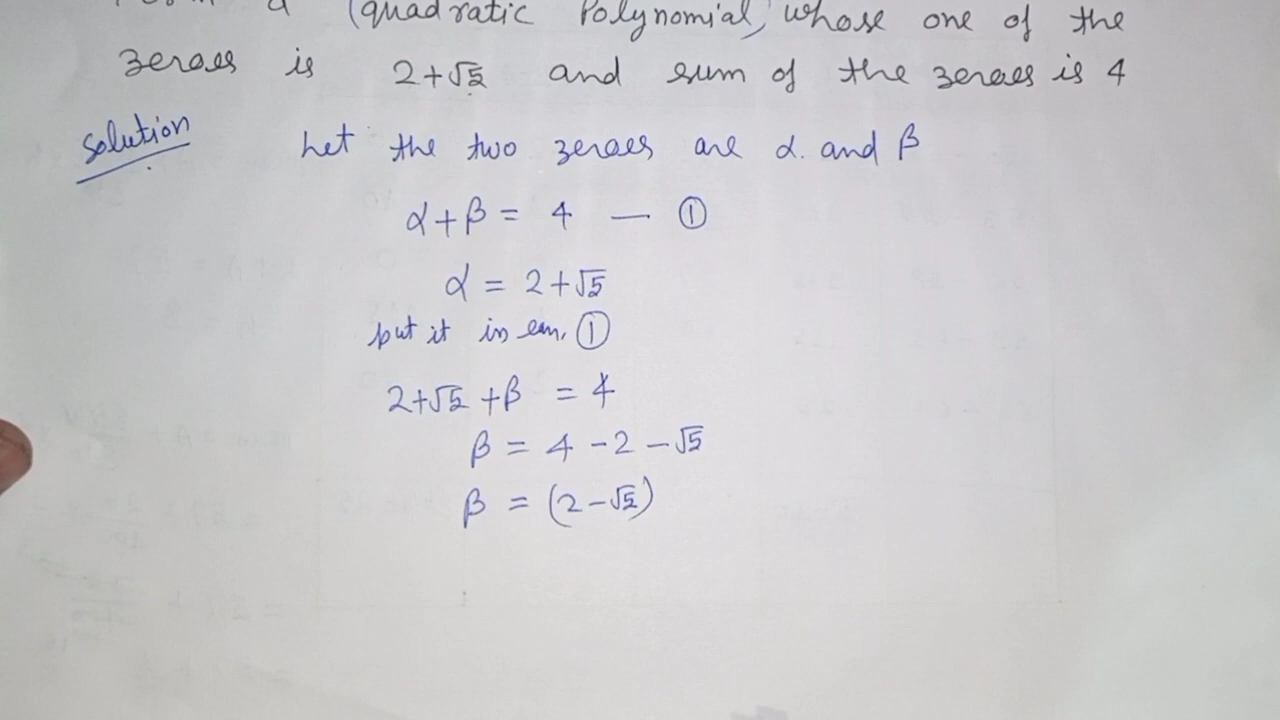 a (quadratic Polynomial, whose one of the
zeroes is 2+√5 and sum of the zeroes is 4
Solution Let the two zeroes are α and β
α+β = 4 — ①
α = 2+√5
put it in eqn. ①
2+√5 +β = 4
β = 4 -2 -√5
β = (2-√5)